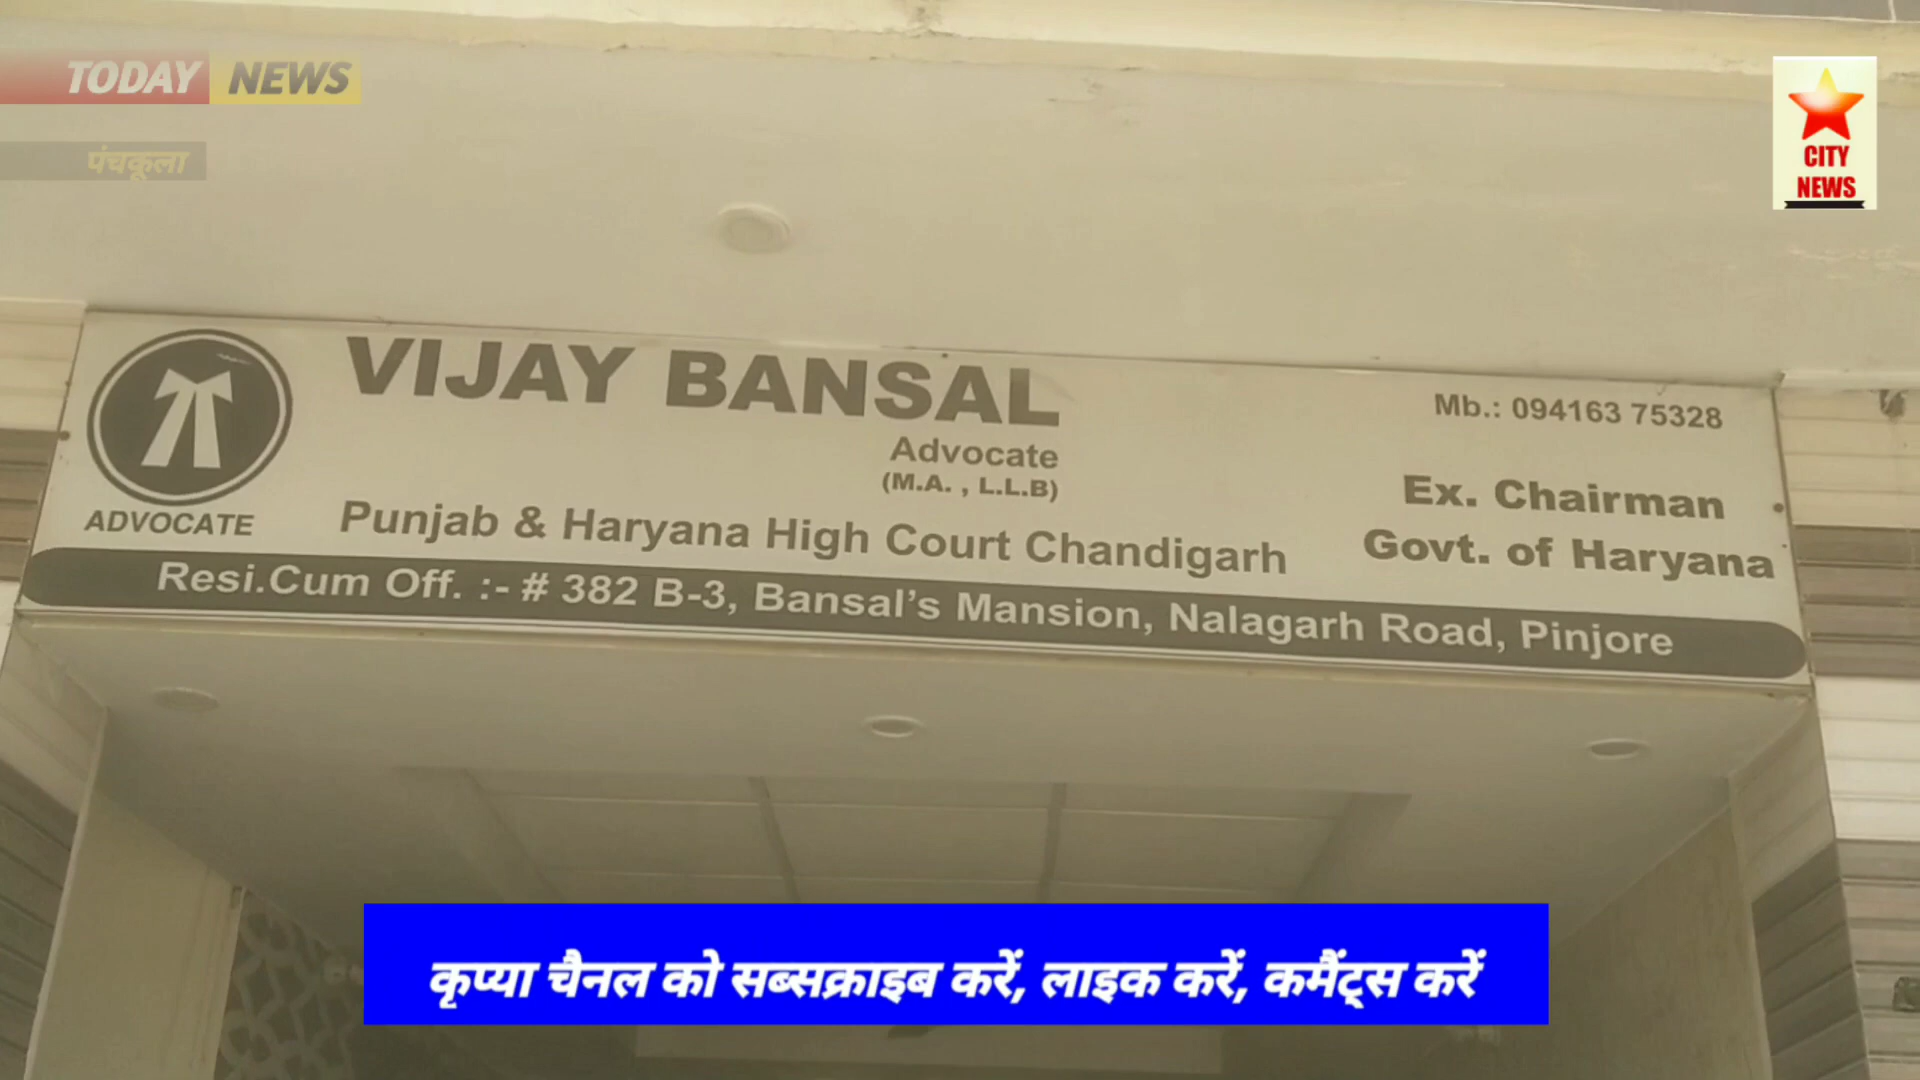 TODAY NEWS
पंचकूला
CITY
NEWS
VIJAY BANSAL
Advocate
(M.A. , L.L.B)
Punjab & Haryana High Court Chandigarh
ADVOCATE
Mb.: 094163 75328
Ex. Chairman
Govt. of Haryana
Resi.Cum Off. :- # 382 B-3, Bansal's Mansion, Nalagarh Road, Pinjore
कृप्या चैनल को सब्सक्राइब करें, लाइक करें, कमैंट्स करें